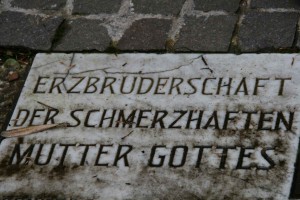 ERZBRUDERSCHAFT
DER SCHMERZHAFTEN
MUTTER GOTTES